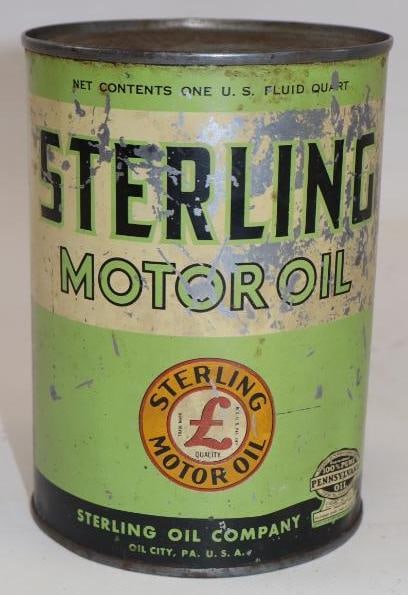 NET CONTENTS ONE U.S. FLUID QUART
STERLING
MOTOR OIL
STERLING
£
QUALITY
MOTOR OIL
100% PURE
PENNSYLVANIA
OIL
STERLING OIL COMPANY
OIL CITY, PA. U.S.A.